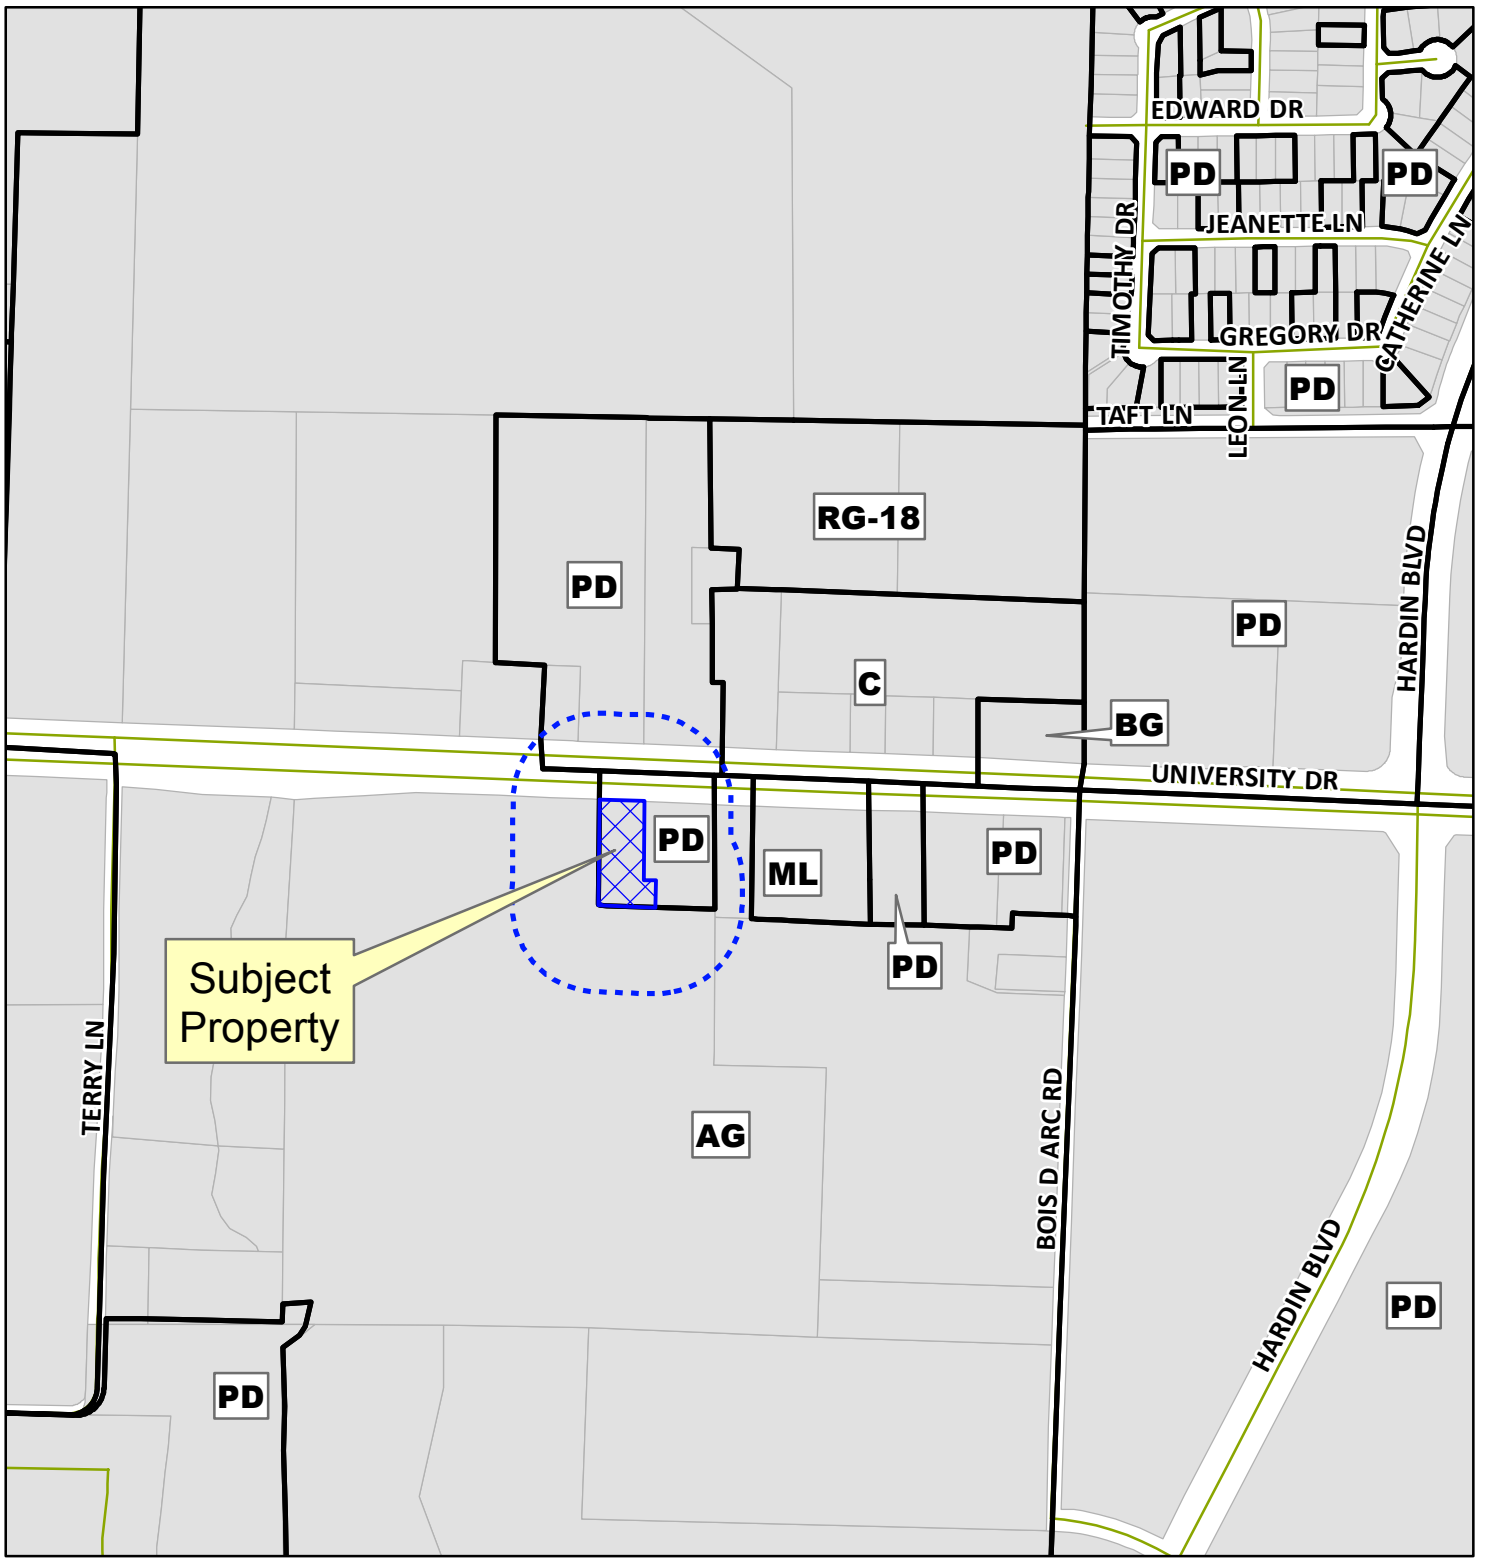 EDWARD DR
PD
PD
TIMOTHY DR
JEANETTE LN
CATHERINE LN
GREGORY DR
LEON LN
PD
TAFT LN
RG-18
HARDIN BLVD
PD
PD
C
BG
UNIVERSITY DR
PD
ML
PD
PD
Subject
Property
TERRY LN
AG
BOIS D ARC RD
HARDIN BLVD
PD
PD